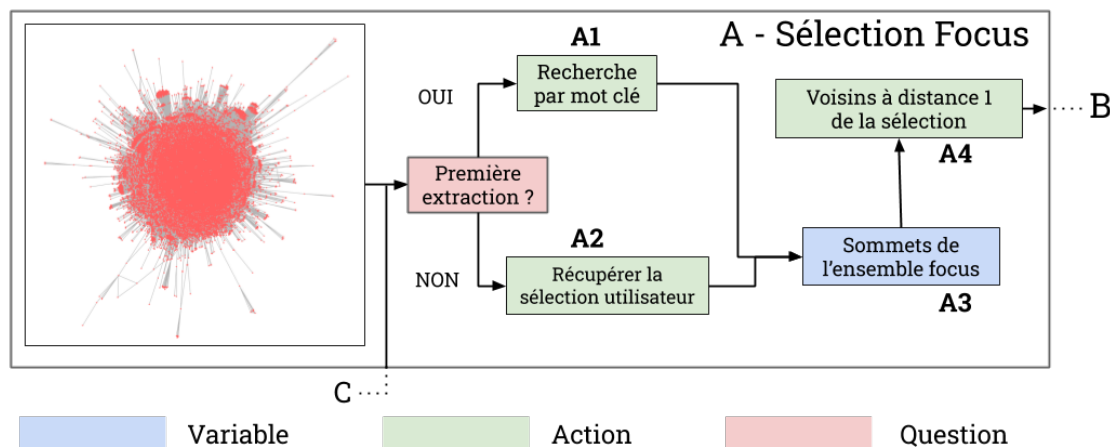 A - Sélection Focus
A1
Recherche
par mot clé
OUI
Première
extraction ?
NON
A2
Récupérer la
sélection utilisateur
Sommets de
l'ensemble focus
A3
Voisins à distance 1
de la sélection
A4
B
C
Variable
Action
Question